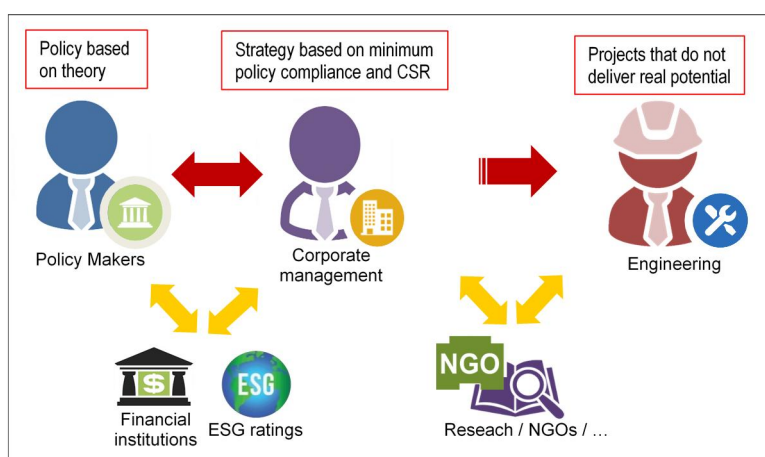 Policy based
on theory
Strategy based on minimum
policy compliance and CSR
Projects that do not
deliver real potential
Policy Makers
Corporate
management
Engineering
$
ESG
NGO
Financial
institutions
ESG ratings
Reseach / NGOs / ...